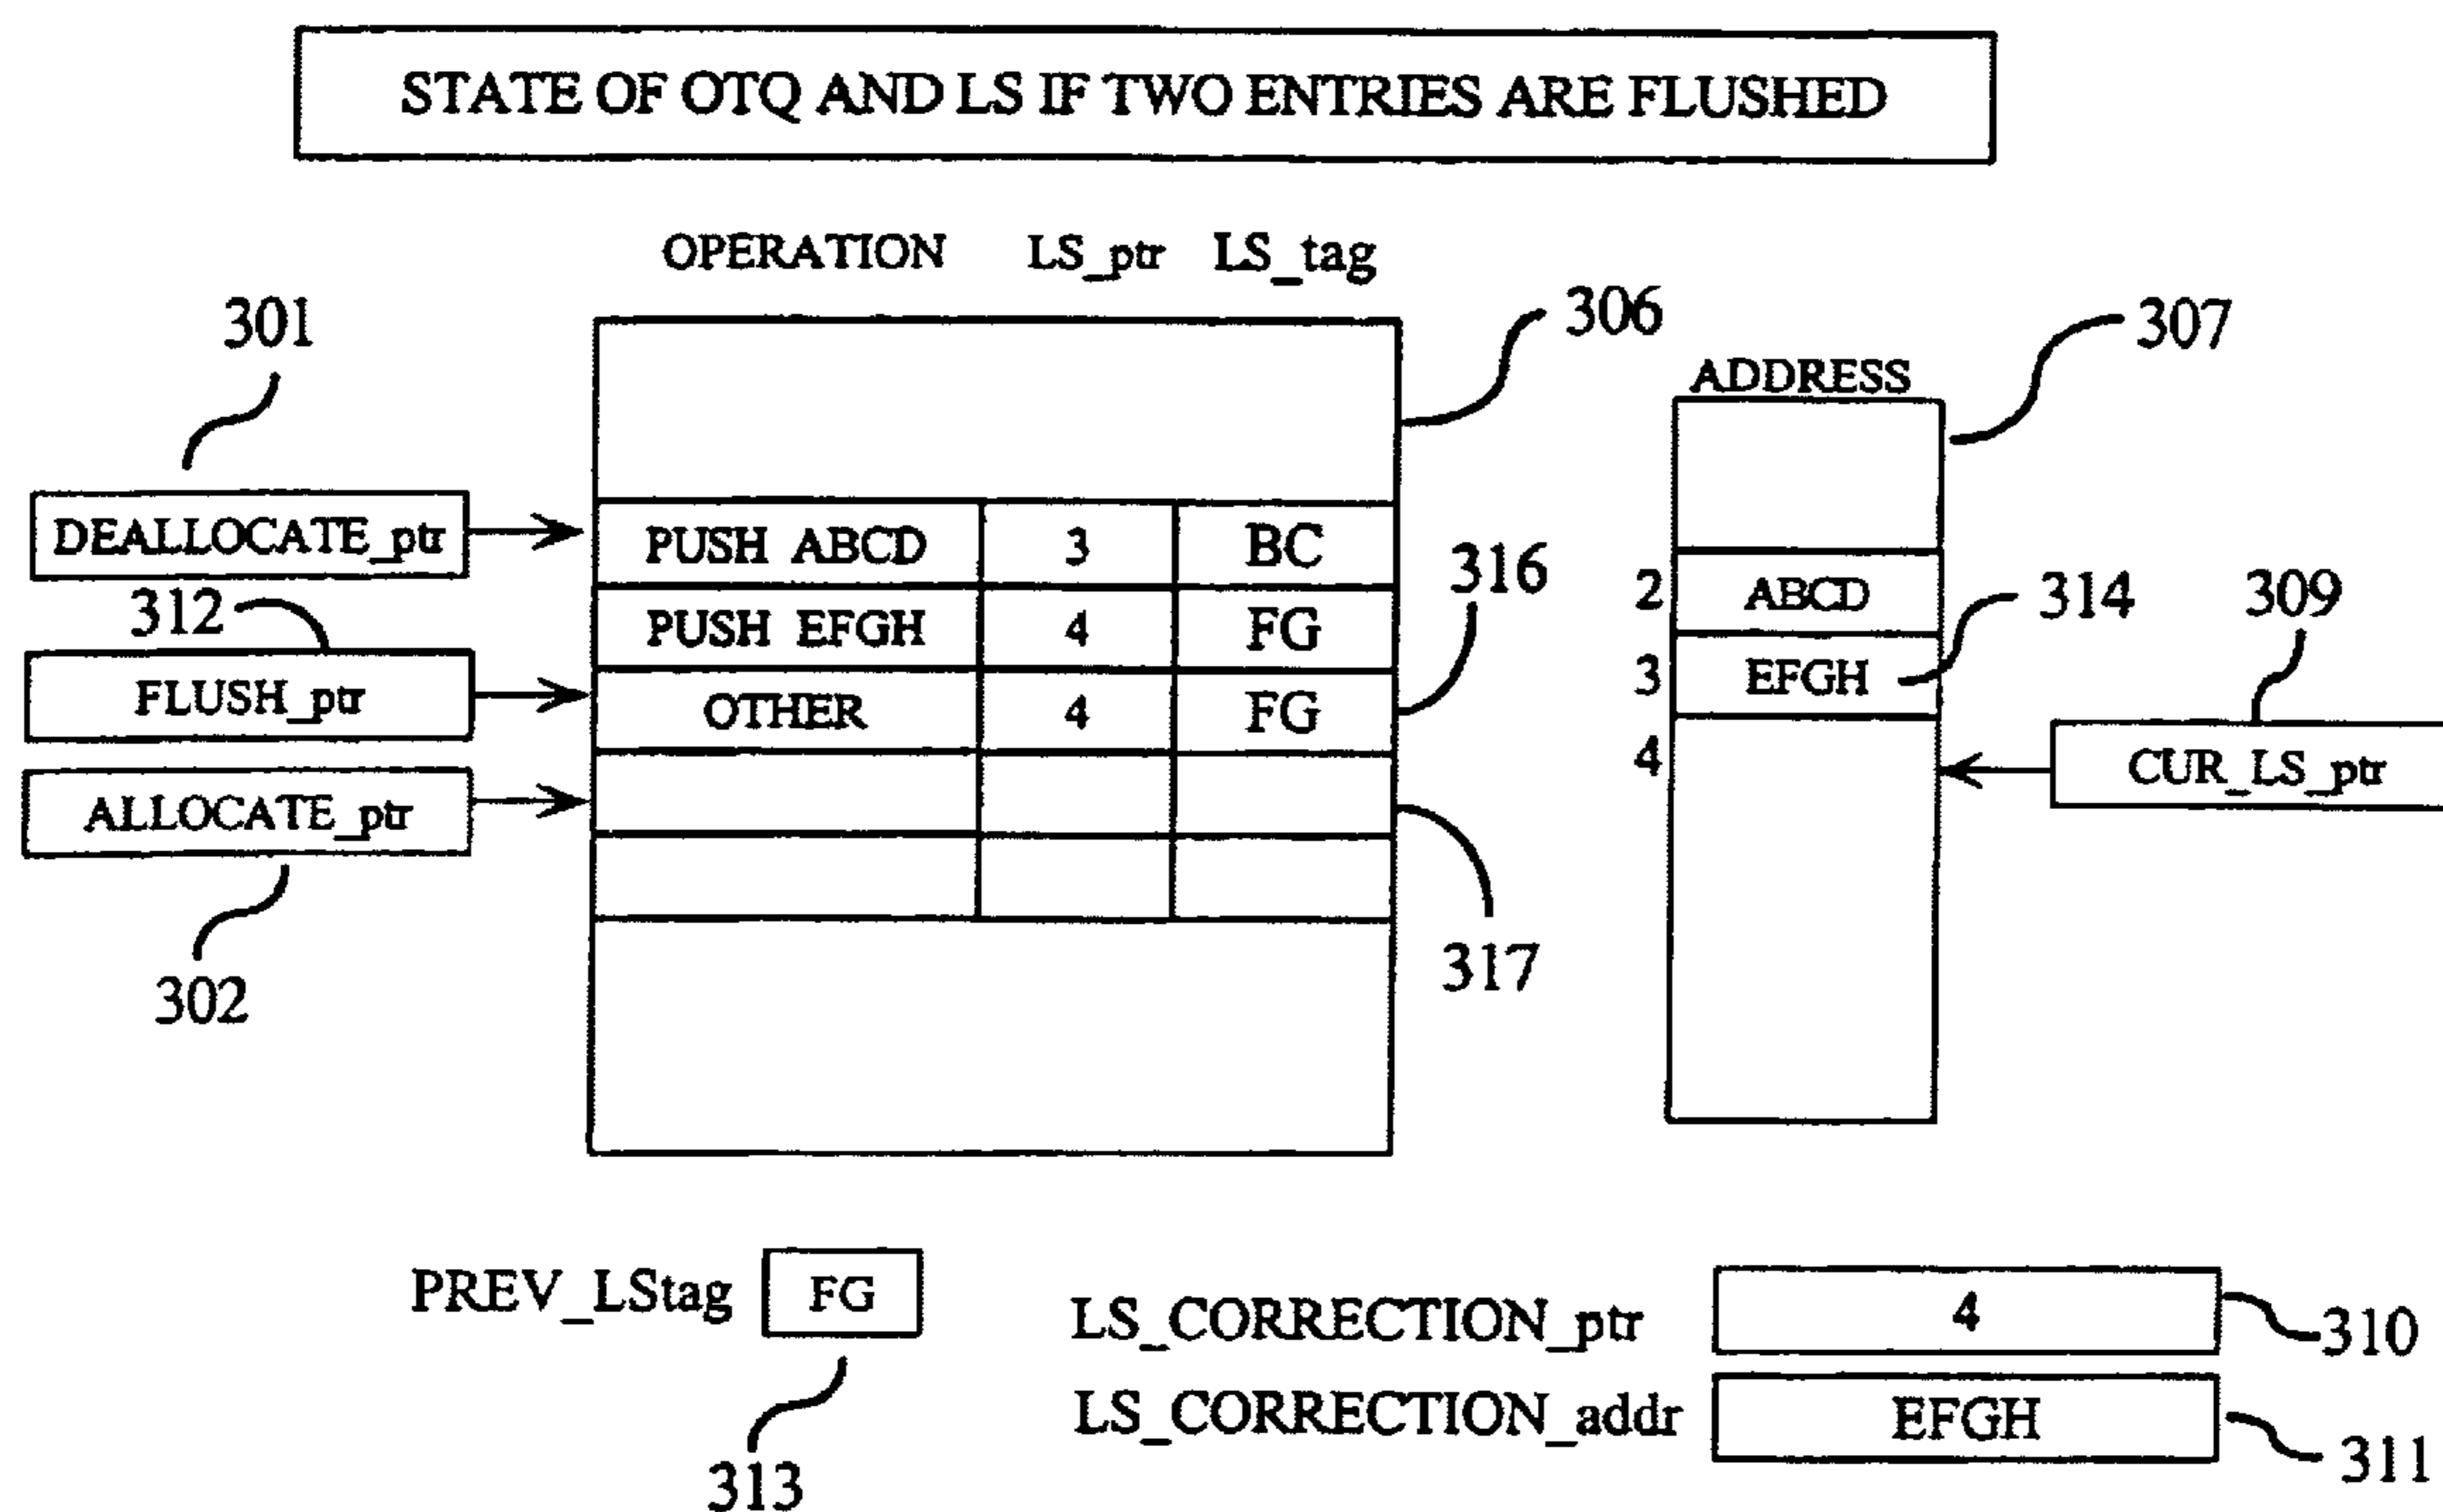 STATE OF OTQ AND LS IF TWO ENTRIES ARE FLUSHED
OPERATION LS_ptr LS_tag
301
306
307
ADDRESS
DEALLOCATE_ptr
PUSH ABCD 3 BC
316
2 ABCD
314
309
312
PUSH EFGH 4 FG
3 EFGH
FLUSH_ptr
OTHER 4 FG
4
CUR_LS_ptr
ALLOCATE_ptr
317
302
PREV_LStag FG
313
LS_CORRECTION_ptr 4
310
LS_CORRECTION_addr EFGH
311